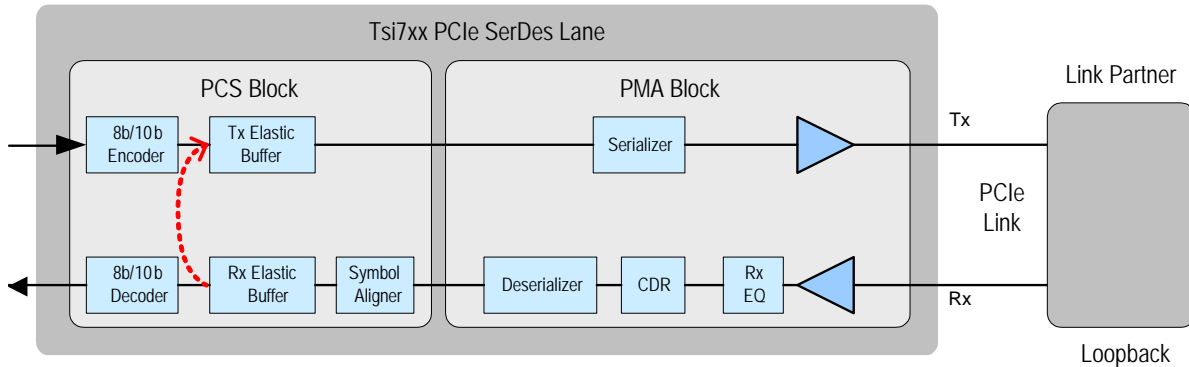 Tsi7xx PCIe SerDes Lane
PCS Block
PMA Block
Link Partner
8b/10b
Encoder
Tx Elastic
Buffer
Serializer
Tx
PCIe
Link
8b/10b
Decoder
Rx Elastic
Buffer
Symbol
Aligner
Deserializer
CDR
Rx
EQ
Rx
Loopback